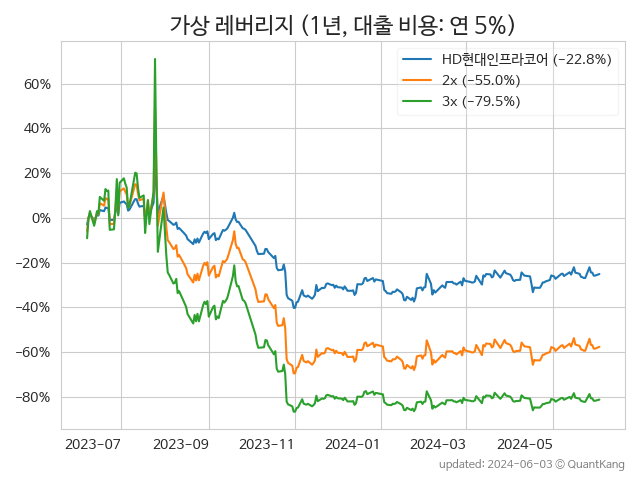 가상 레버리지 (1년, 대출 비용: 연 5%)
HD현대인프라코어 (−22.8%)
2x (−55.0%)
3x (−79.5%)
60%
40%
20%
0%
−20%
−40%
−60%
−80%
2023-07 2023-09 2023-11 2024-01 2024-03 2024-05
updated: 2024-06-03 © QuantKang